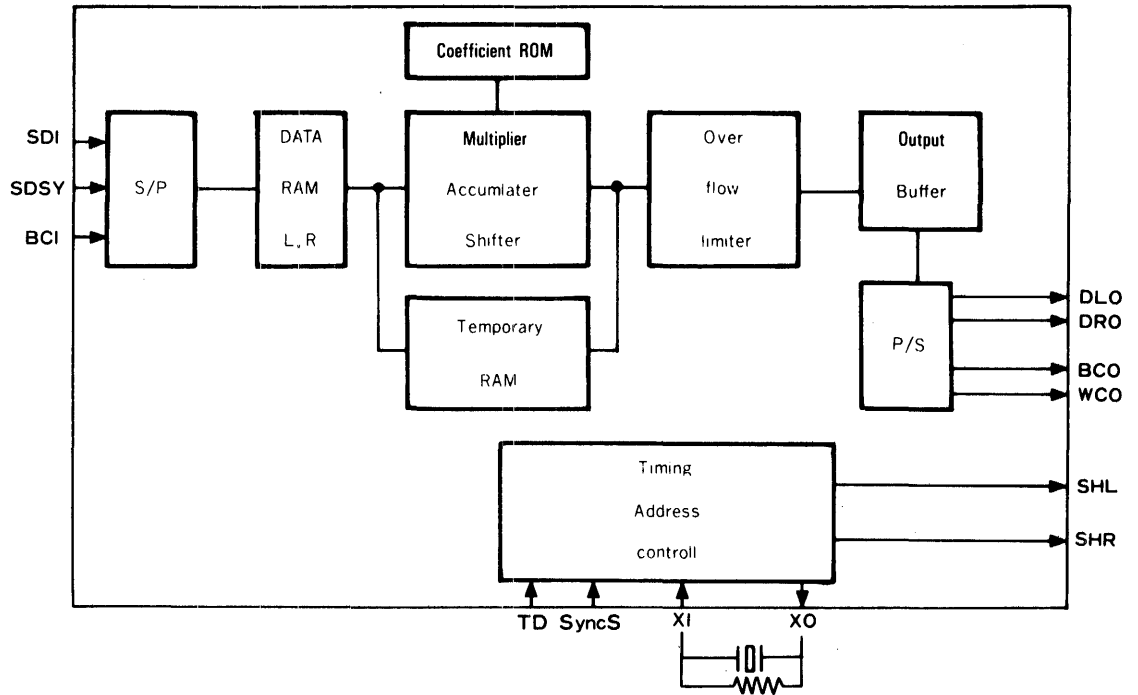 Coefficient ROM
SDI
SDSY
BCI
S/P
DATA
RAM
L,R
Multiplier
Accumlater
Shifter
Over
flow
limiter
Output
Buffer
Temporary
RAM
P/S
DLO
DRO
BCO
WCO
Timing
Address
controll
SHL
SHR
TD SyncS XI XO